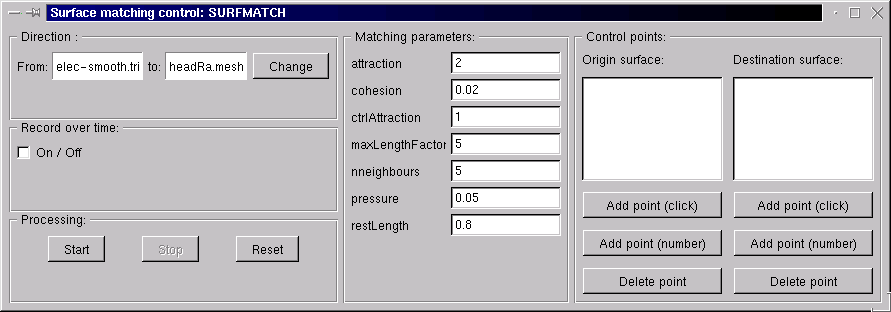 Surface matching control: SURFMATCH
Direction :
From: elec-smooth.tri to: headRa.mesh Change
Record over time:
On / Off
Processing:
Start Stop Reset
Matching parameters:
attraction 2
cohesion 0.02
ctrlAttraction 1
maxLengthFactor 5
nneighbours 5
pressure 0.05
restLength 0.8
Control points:
Origin surface: Destination surface:
Add point (click) Add point (click)
Add point (number) Add point (number)
Delete point Delete point